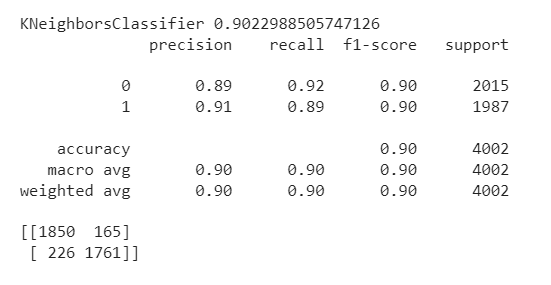 KNeighborsClassifier 0.9022988505747126
precision recall f1-score support
0 0.89 0.92 0.90 2015
1 0.91 0.89 0.90 1987
accuracy 0.90 4002
macro avg 0.90 0.90 0.90 4002
weighted avg 0.90 0.90 0.90 4002
[[1850 165]
[ 226 1761]]